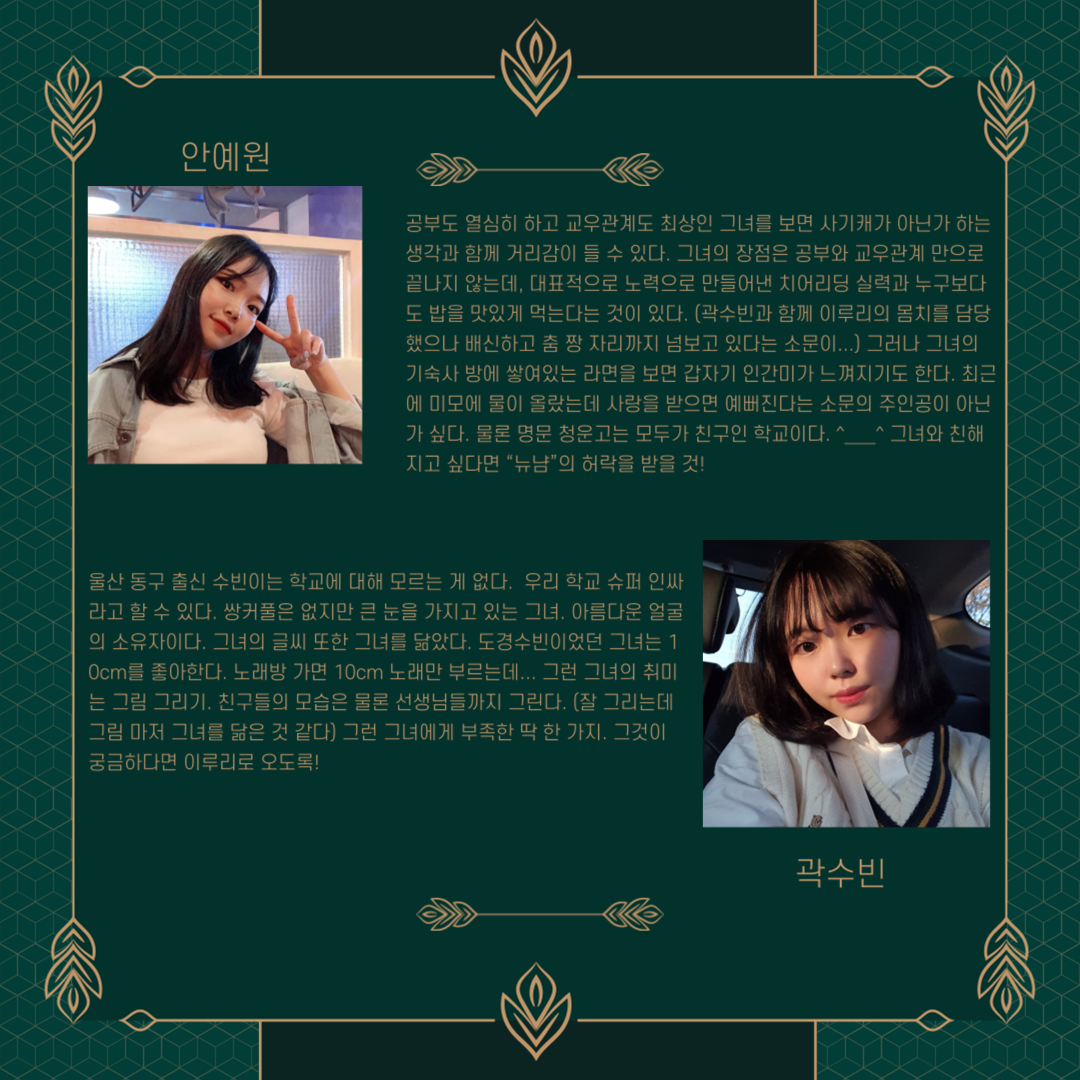 안예원
공부도 열심히 하고 교우관계도 최상인 그녀를 보면 사기캐가 아닌가 하는
생각과 함께 거리감이 들 수 있다. 그녀의 장점은 공부와 교우관계 만으로
끝나지 않는데, 대표적으로 노력으로 만들어낸 치어리딩 실력과 누구보다
도 밥을 맛있게 먹는다는 것이 있다. (곽수빈과 함께 이루리의 몸치를 담당
했으나 배신하고 춤 짱 자리까지 넘보고 있다는 소문이...) 그러나 그녀의
기숙사 방에 쌓여있는 라면을 보면 갑자기 인간미가 느껴지기도 한다. 최근
에 미모에 물이 올랐는데 사랑을 받으면 예뻐진다는 소문의 주인공이 아닌
가 싶다. 물론 명문 청운고는 모두가 친구인 학교이다. ^___^ 그녀와 친해
지고 싶다면 “뉴냠”의 허락을 받을 것!
울산 동구 출신 수빈이는 학교에 대해 모르는 게 없다.  우리 학교 슈퍼 인싸
라고 할 수 있다. 쌍커풀은 없지만 큰 눈을 가지고 있는 그녀. 아름다운 얼굴
의 소유자이다. 그녀의 글씨 또한 그녀를 닮았다. 도경수빈이었던 그녀는 1
0cm를 좋아한다. 노래방 가면 10cm 노래만 부르는데... 그런 그녀의 취미
는 그림 그리기. 친구들의 모습은 물론 선생님들까지 그린다. (잘 그리는데
그림 마저 그녀를 닮은 것 같다) 그런 그녀에게 부족한 딱 한 가지. 그것이
궁금하다면 이루리로 오도록!
곽수빈